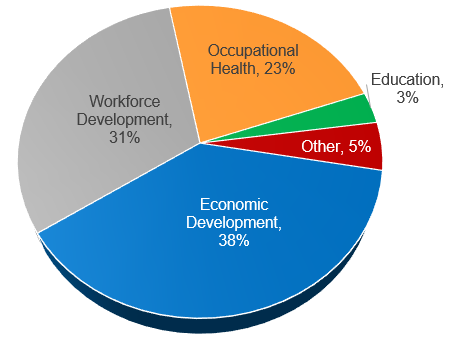 Occupational
Health, 23%
Education,
3%
Workforce
Development,
31%
Other, 5%
Economic
Development,
38%